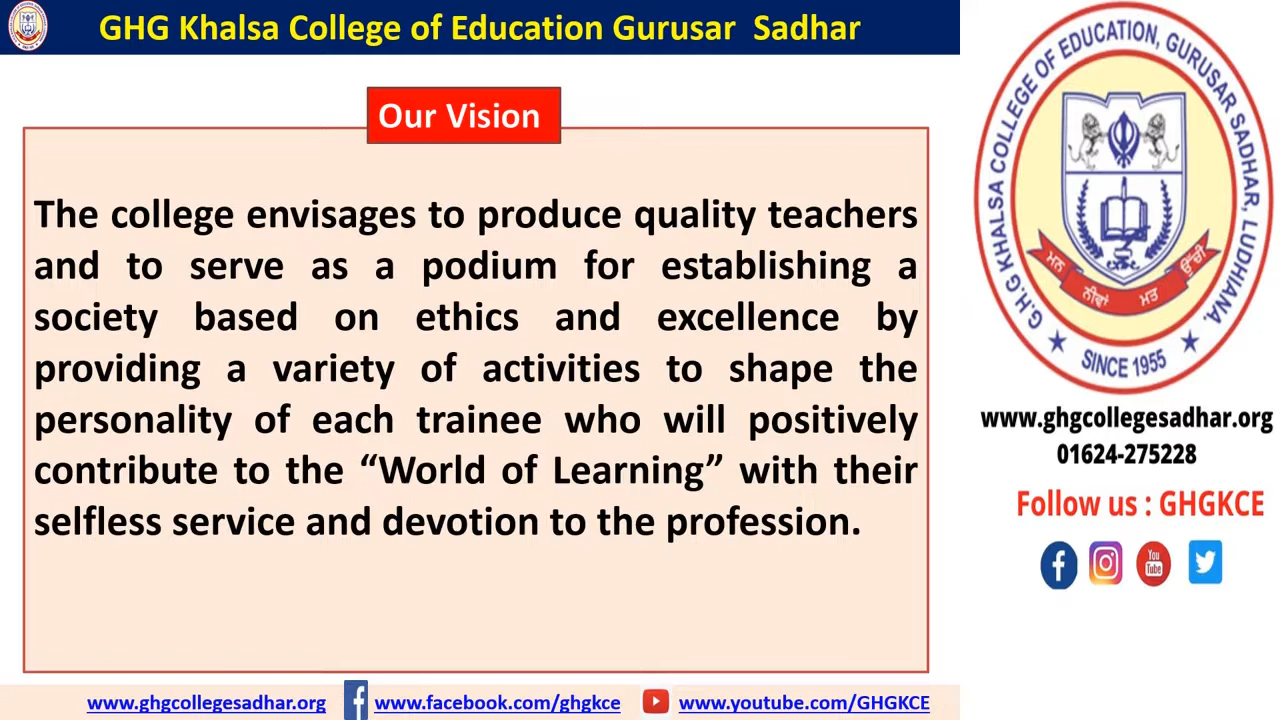 GHG Khalsa College of Education Gurusar Sadhar
Our Vision
The college envisages to produce quality teachers
and to serve as a podium for establishing a
society based on ethics and excellence by
providing a variety of activities to shape the
personality of each trainee who will positively
contribute to the “World of Learning” with their
selfless service and devotion to the profession.
www.ghgcollegesadhar.org
www.facebook.com/ghgkce
www.youtube.com/GHGKCE
G.H.G KHALSA COLLEGE OF EDUCATION, GURUSAR SADHAR, LUDHIANA.
ਮਨ ਨੀਵਾਂ ਮਤ ਉੱਚੀ
SINCE 1955
www.ghgcollegesadhar.org
01624-275228
Follow us : GHGKCE
You
Tube